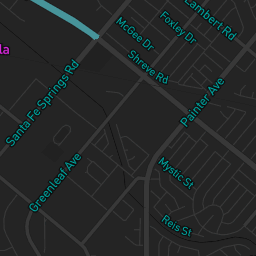 Lambert Rd
Foxley Dr
McGee Dr
la
Shreve Rd
Santa Fe Springs Rd
Painter Ave
Mystic St
Greenleaf Ave
Reis St